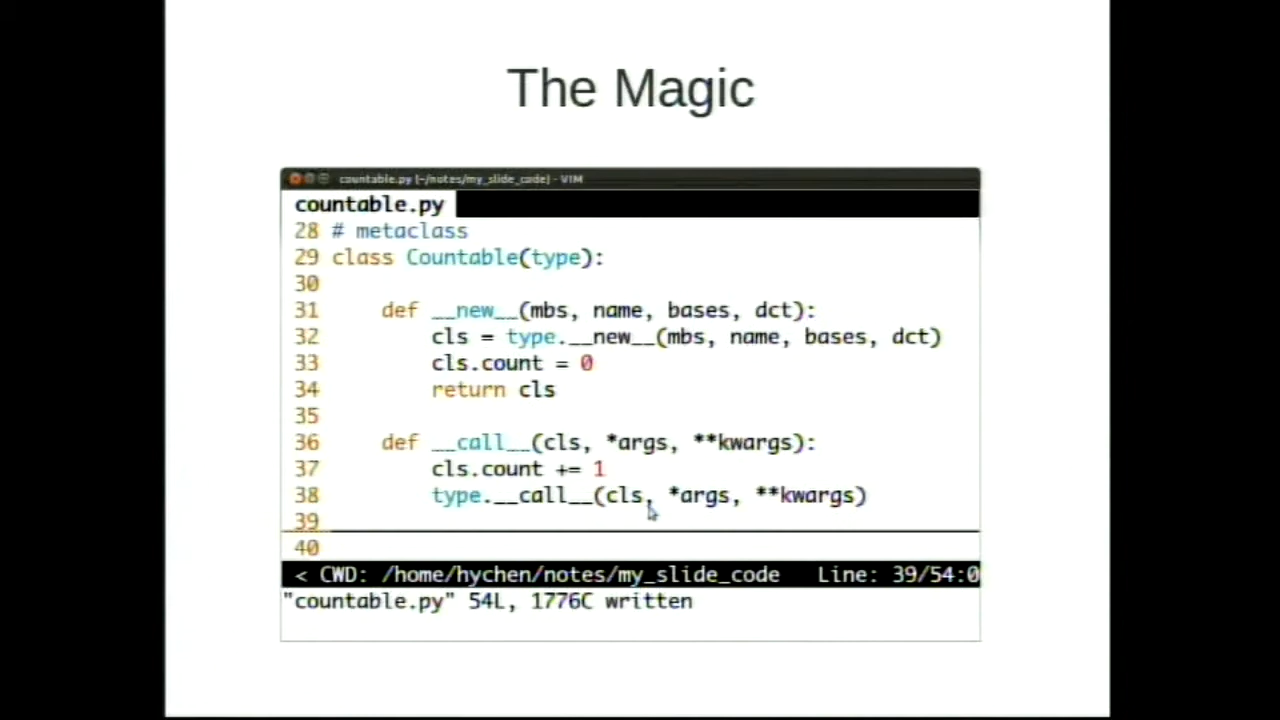 The Magic
countable.py (~/notes/my_slide_code) - VIM
countable.py
28 # metaclass
29 class Countable(type):
30
31     def __new__(mbs, name, bases, dct):
32         cls = type.__new__(mbs, name, bases, dct)
33         cls.count = 0
34         return cls
35
36     def __call__(cls, *args, **kwargs):
37         cls.count += 1
38         type.__call__(cls, *args, **kwargs)
39
40
< CWD: /home/hychen/notes/my_slide_code   Line: 39/54:0
"countable.py" 54L, 1776C written